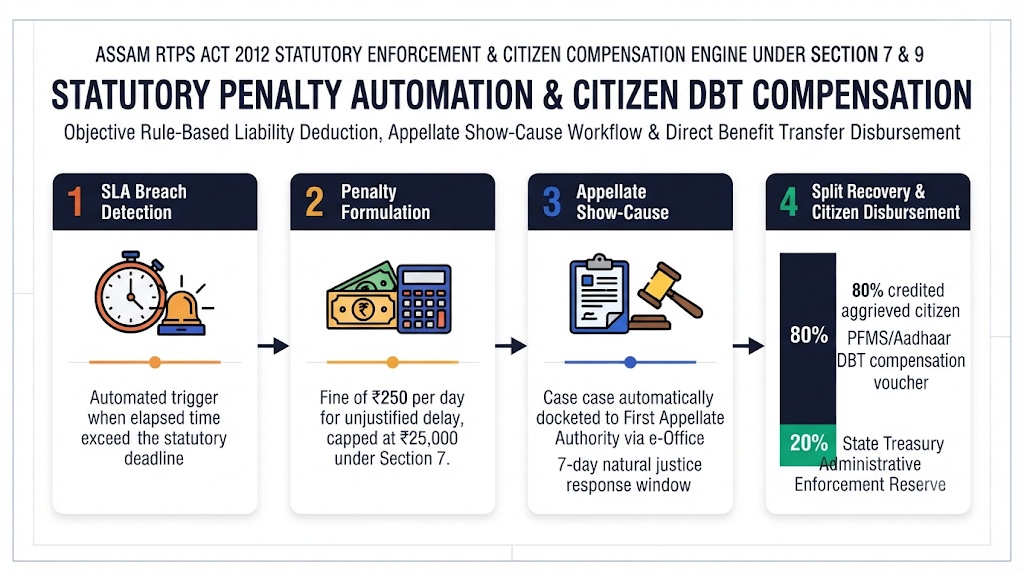 ASSAM RTPS ACT 2012 STATUTORY ENFORCEMENT & CITIZEN COMPENSATION ENGINE UNDER SECTION 7 & 9
STATUTORY PENALTY AUTOMATION & CITIZEN DBT COMPENSATION
Objective Rule-Based Liability Deduction, Appellate Show-Cause Workflow & Direct Benefit Transfer Disbursement
1
SLA Breach
Detection
Automated trigger
when elapsed time
exceed the statutory
deadline
2
Penalty
Formulation
₹
Fine of ₹250 per day
for unjustified delay,
capped at ₹25,000
under Section 7.
3
Appellate
Show-Cause
Case case automatically
docketed to First Appellate
Authority via e-Office
7-day natural justice
response window
4
Split Recovery &
Citizen Disbursement
80%
80% credited
aggrieved citizen
PFMS/Aadhaar
DBT compensation
voucher
20%
State Treasury
Administrative
Enforcement Reserve